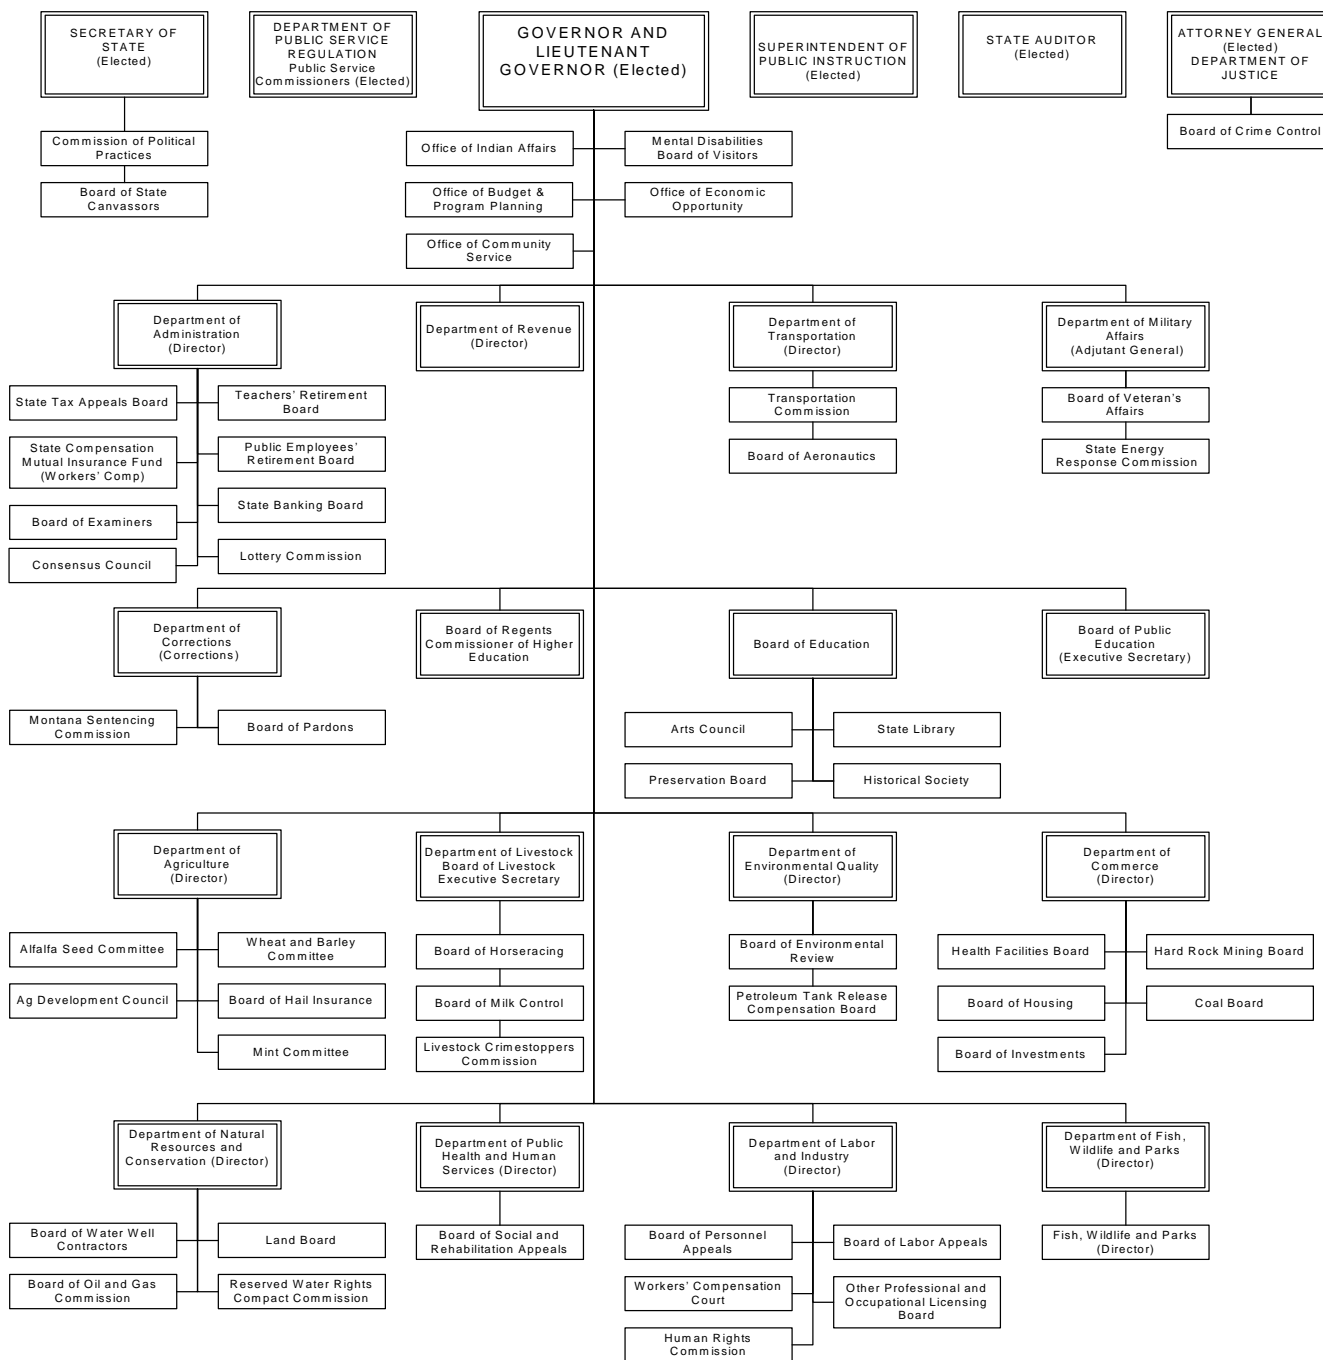 SECRETARY OF
STATE
(Elected)
DEPARTMENT OF
PUBLIC SERVICE
REGULATION
Public Service
Commissioners (Elected)
GOVERNOR AND
LIEUTENANT
GOVERNOR (Elected)
SUPERINTENDENT OF
PUBLIC INSTRUCTION
(Elected)
STATE AUDITOR
(Elected)
ATTORNEY GENERAL
(Elected)
DEPARTMENT OF
JUSTICE
Commission of Political
Practices
Board of State
Canvassors
Office of Indian Affairs
Mental Disabilities
Board of Visitors
Office of Budget &
Program Planning
Office of Economic
Opportunity
Office of Community
Service
Board of Crime Control
Department of
Administration
(Director)
Department of Revenue
(Director)
Department of
Transportation
(Director)
Department of Military
Affairs
(Adjutant General)
State Tax Appeals Board
Teachers' Retirement
Board
State Compensation
Mutual Insurance Fund
(Workers' Comp)
Public Employees'
Retirement Board
State Banking Board
Board of Examiners
Lottery Commission
Consensus Council
Transportation
Commission
Board of Aeronautics
Board of Veteran's
Affairs
State Energy
Response Commission
Department of
Corrections
(Corrections)
Board of Regents
Commissioner of Higher
Education
Board of Education
Board of Public
Education
(Executive Secretary)
Montana Sentencing
Commission
Board of Pardons
Arts Council
State Library
Preservation Board
Historical Society
Department of
Agriculture
(Director)
Department of Livestock
Board of Livestock
Executive Secretary
Department of
Environmental Quality
(Director)
Department of
Commerce
(Director)
Alfalfa Seed Committee
Wheat and Barley
Committee
Ag Development Council
Board of Hail Insurance
Mint Committee
Board of Horseracing
Board of Milk Control
Livestock Crimestoppers
Commission
Board of Environmental
Review
Petroleum Tank Release
Compensation Board
Health Facilities Board
Hard Rock Mining Board
Board of Housing
Coal Board
Board of Investments
Department of Natural
Resources and
Conservation (Director)
Department of Public
Health and Human
Services (Director)
Department of Labor
and Industry
(Director)
Department of Fish,
Wildlife and Parks
(Director)
Board of Water Well
Contractors
Land Board
Board of Oil and Gas
Commission
Reserved Water Rights
Compact Commission
Board of Social and
Rehabilitation Appeals
Board of Personnel
Appeals
Board of Labor Appeals
Workers' Compensation
Court
Other Professional and
Occupational Licensing
Board
Human Rights
Commission
Fish, Wildlife and Parks
(Director)